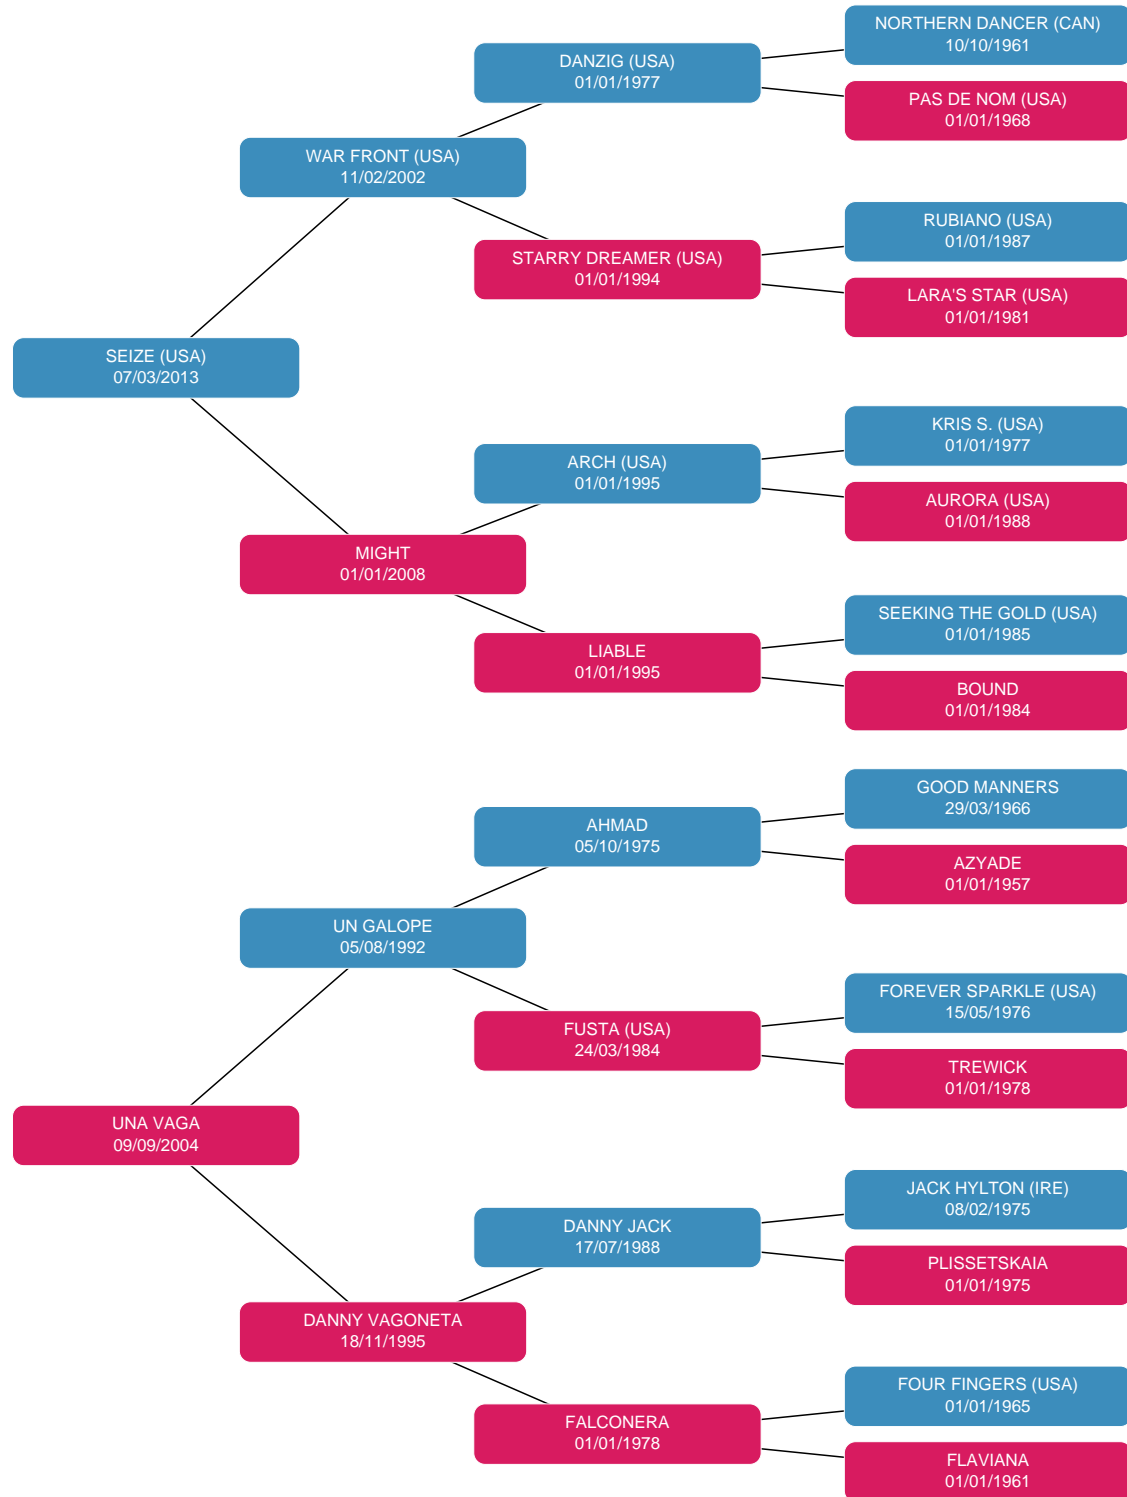 NORTHERN DANCER (CAN)
10/10/1961
DANZIG (USA)
01/01/1977
PAS DE NOM (USA)
01/01/1968
WAR FRONT (USA)
11/02/2002
RUBIANO (USA)
01/01/1987
STARRY DREAMER (USA)
01/01/1994
LARA'S STAR (USA)
01/01/1981
SEIZE (USA)
07/03/2013
KRIS S. (USA)
01/01/1977
ARCH (USA)
01/01/1995
AURORA (USA)
01/01/1988
MIGHT
01/01/2008
SEEKING THE GOLD (USA)
01/01/1985
LIABLE
01/01/1995
BOUND
01/01/1984
GOOD MANNERS
29/03/1966
AHMAD
05/10/1975
AZYADE
01/01/1957
UN GALOPE
05/08/1992
FOREVER SPARKLE (USA)
15/05/1976
FUSTA (USA)
24/03/1984
TREWICK
01/01/1978
UNA VAGA
09/09/2004
JACK HYLTON (IRE)
08/02/1975
DANNY JACK
17/07/1988
PLISSETSKAIA
01/01/1975
DANNY VAGONETA
18/11/1995
FOUR FINGERS (USA)
01/01/1965
FALCONERA
01/01/1978
FLAVIANA
01/01/1961